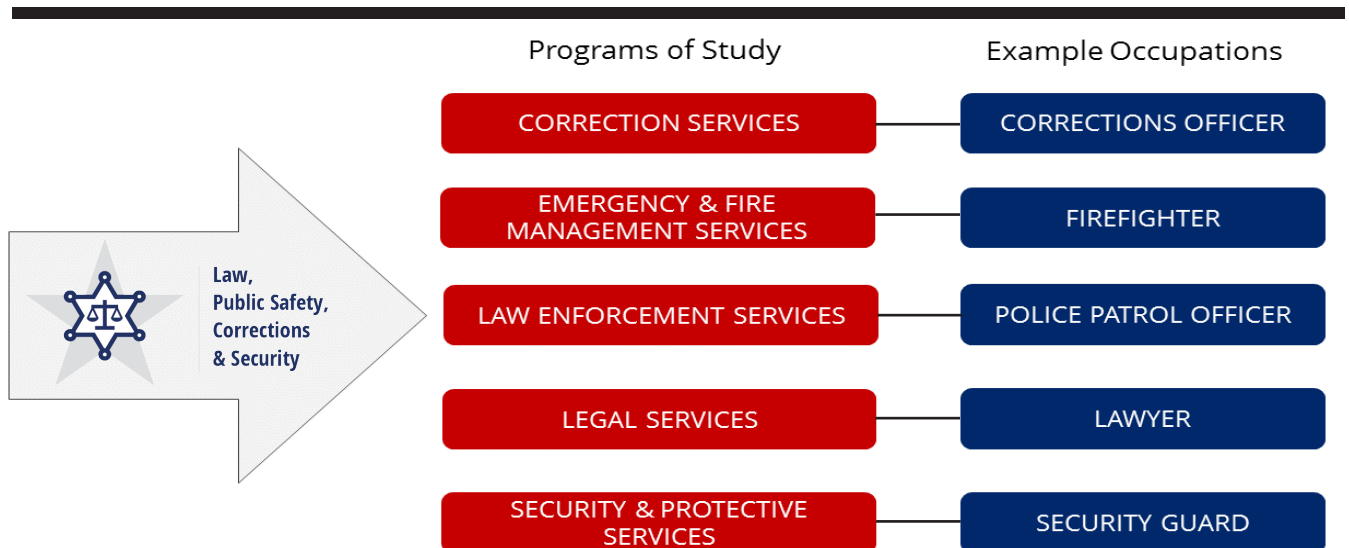 Programs of Study
Example Occupations
CORRECTION SERVICES
CORRECTIONS OFFICER
EMERGENCY & FIRE
MANAGEMENT SERVICES
FIREFIGHTER
Law,
Public Safety,
Corrections
& Security
LAW ENFORCEMENT SERVICES
POLICE PATROL OFFICER
LEGAL SERVICES
LAWYER
SECURITY & PROTECTIVE
SERVICES
SECURITY GUARD